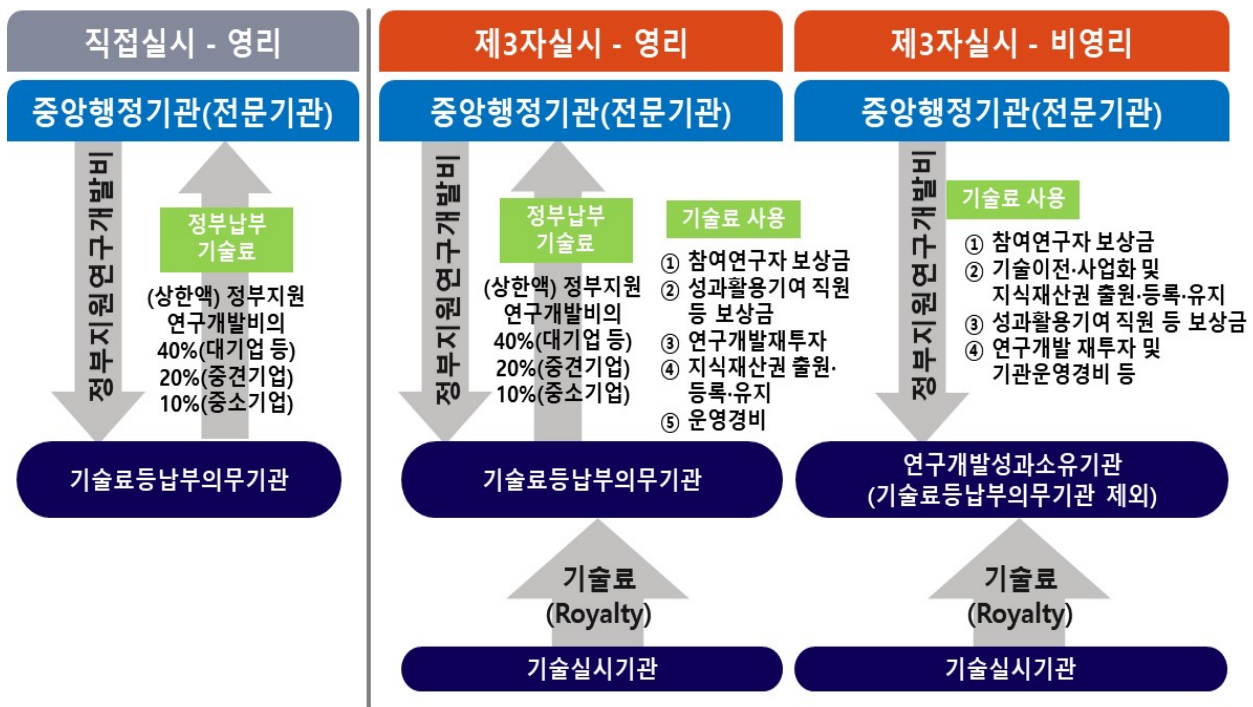 직접실시 - 영리
중앙행정기관(전문기관)
정부지원연구개발비
정부납부
기술료
(상한액) 정부지원
연구개발비의
40%(대기업 등)
20%(중견기업)
10%(중소기업)
기술료등납부의무기관
제3자실시 - 영리
중앙행정기관(전문기관)
정부지원연구개발비
정부납부
기술료
(상한액) 정부지원
연구개발비의
40%(대기업 등)
20%(중견기업)
10%(중소기업)
기술료 사용
① 참여연구자 보상금
② 성과활용기여 직원
등 보상금
③ 연구개발재투자
④ 지식재산권 출원·
등록·유지
⑤ 운영경비
기술료등납부의무기관
기술료
(Royalty)
기술실시기관
제3자실시 - 비영리
중앙행정기관(전문기관)
정부지원연구개발비
기술료 사용
① 참여연구자 보상금
② 기술이전·사업화 및
지식재산권 출원·등록·유지
③ 성과활용기여 직원 등 보상금
④ 연구개발 재투자 및
기관운영경비 등
연구개발성과소유기관
(기술료등납부의무기관 제외)
기술료
(Royalty)
기술실시기관